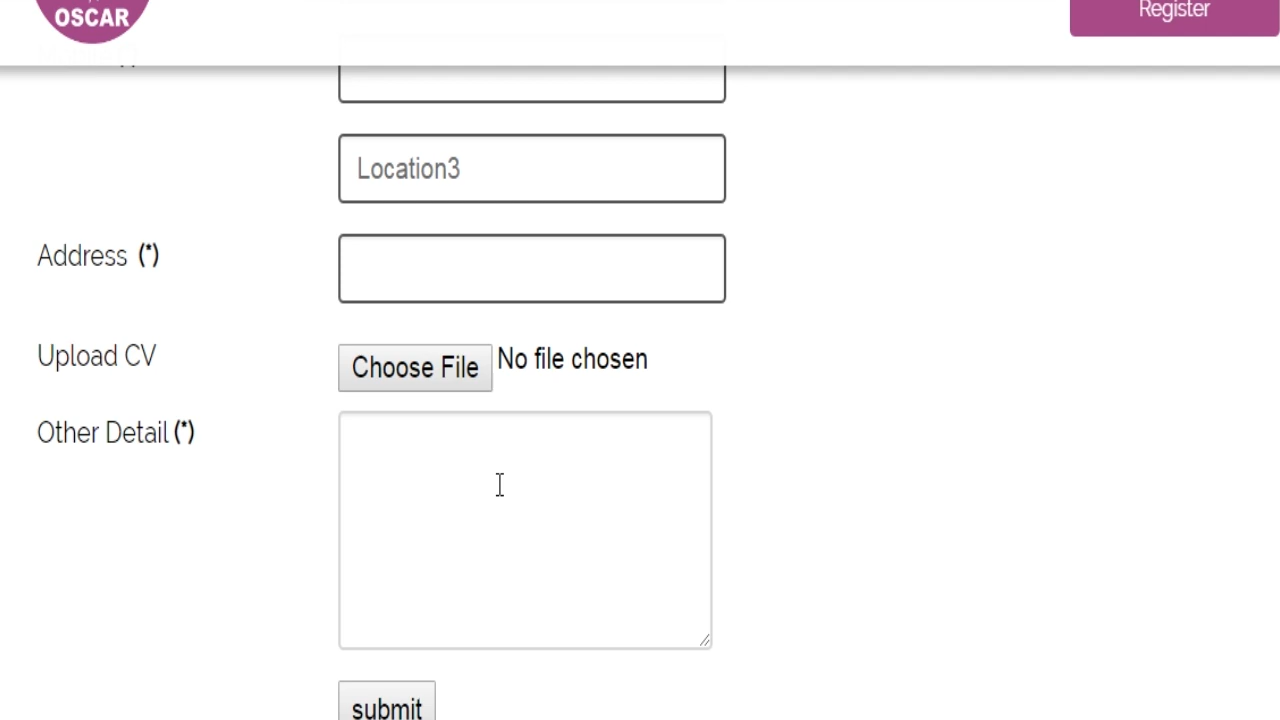 OSCAR
Register
Location3
Address (*)
Upload CV
Choose File No file chosen
Other Detail (*)
submit